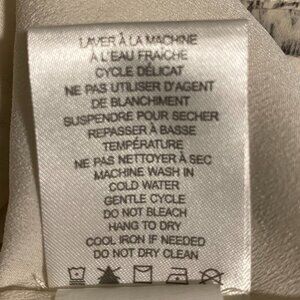 LAVER À LA MACHINE
À L'EAU FRAÎCHE
CYCLE DÉLICAT
NE PAS UTILISER D'AGENT
DE BLANCHIMENT
SUSPENDRE POUR SECHER
REPASSER À BASSE
TEMPÉRATURE
NE PAS NETTOYER À SEC
MACHINE WASH IN
COLD WATER
GENTLE CYCLE
DO NOT BLEACH
HANG TO DRY
COOL IRON IF NEEDED
DO NOT DRY CLEAN